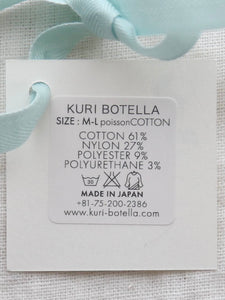 KURI BOTELLA
SIZE : M-L poissonCOTTON
COTTON 61%
NYLON 27%
POLYESTER 9%
POLYURETHANE 3%
30
MADE IN JAPAN
+81-75-200-2386
www.kuri-botella.com